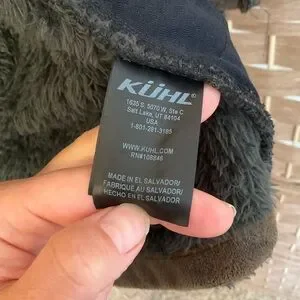 KÜHL
1635 S. 5070 W. Ste C
Salt Lake, UT 84104
USA
1-801-281-3185
WWW.KUHL.COM
RN#108846
MADE IN EL SALVADOR/
FABRIQUE AU SALVADOR/
HECHO EN EL SALVADOR